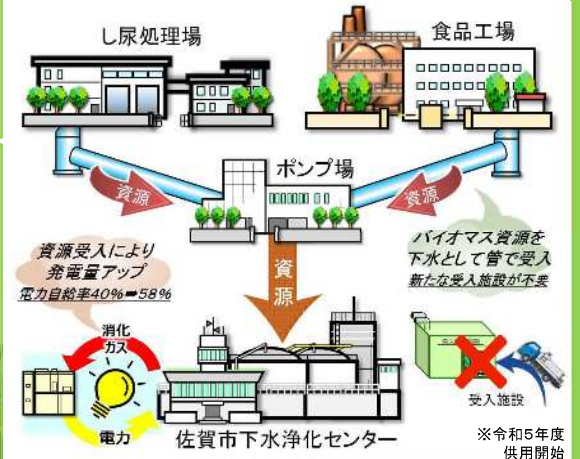 し尿処理場
食品工場
ポンプ場
資源
資源
資源
資源受入により
発電量アップ
電力自給率40%➡58%
バイオマス資源を
下水として管で受入
新たな受入施設が不要
消化
ガス
電力
佐賀市下水浄化センター
受入施設
※令和5年度
供用開始